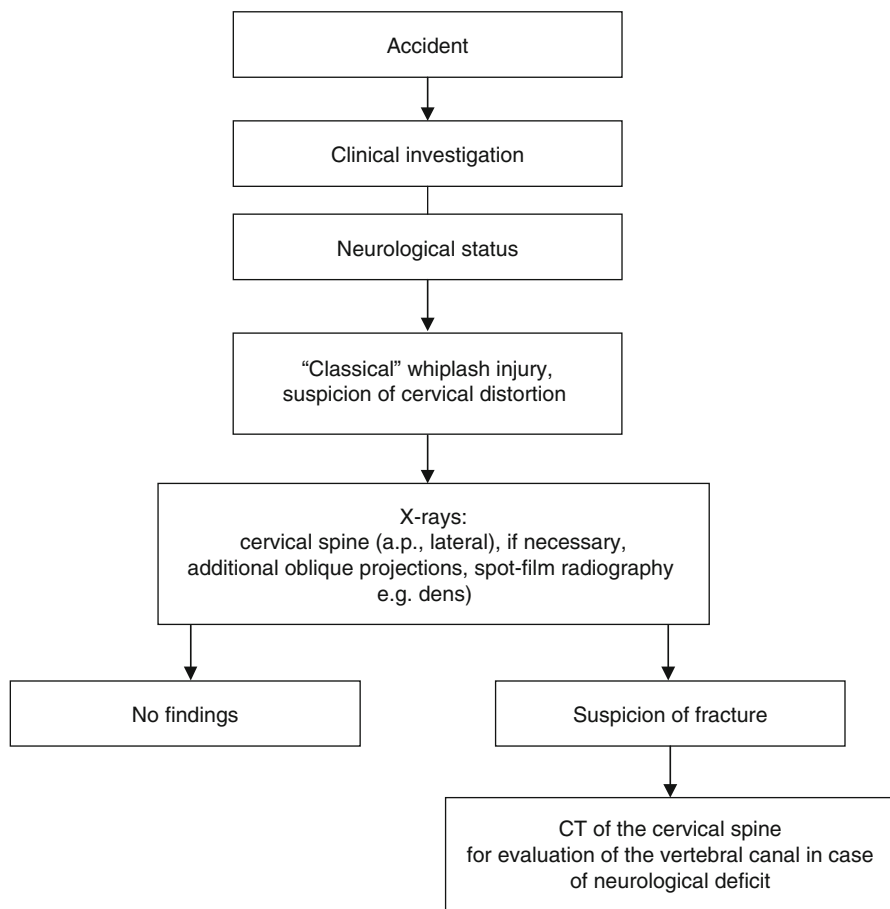 Accident
Clinical investigation
Neurological status
“Classical” whiplash injury,
suspicion of cervical distortion
X-rays:
cervical spine (a.p., lateral), if necessary,
additional oblique projections, spot-film radiography
e.g. dens)
No findings
Suspicion of fracture
CT of the cervical spine
for evaluation of the vertebral canal in case
of neurological deficit